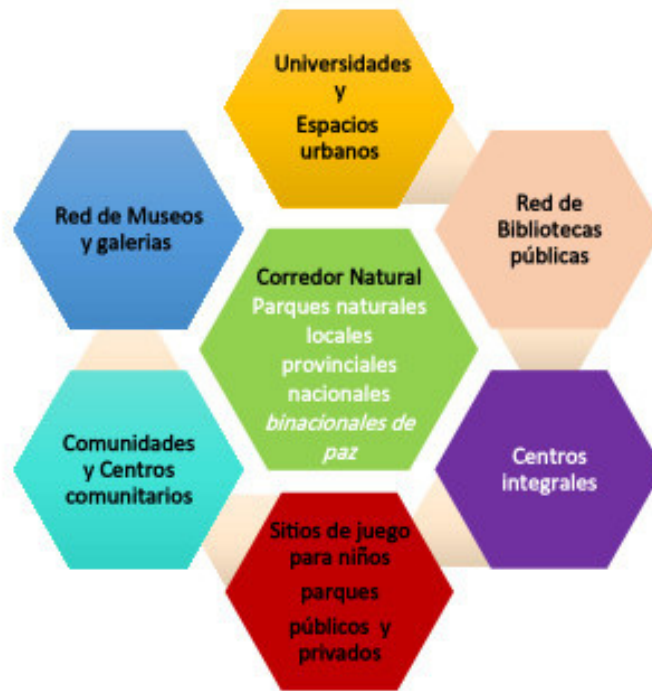 Universidades
y
Espacios
urbanos
Red de Museos
y galerias
Red de
Bibliotecas
públicas
Corredor Natural
Parques naturales
locales
provinciales
nacionales
binacionales de
paz
Comunidades
y Centros
comunitarios
Centros
integrales
Sitios de juego
para niños
parques
públicos y
privados